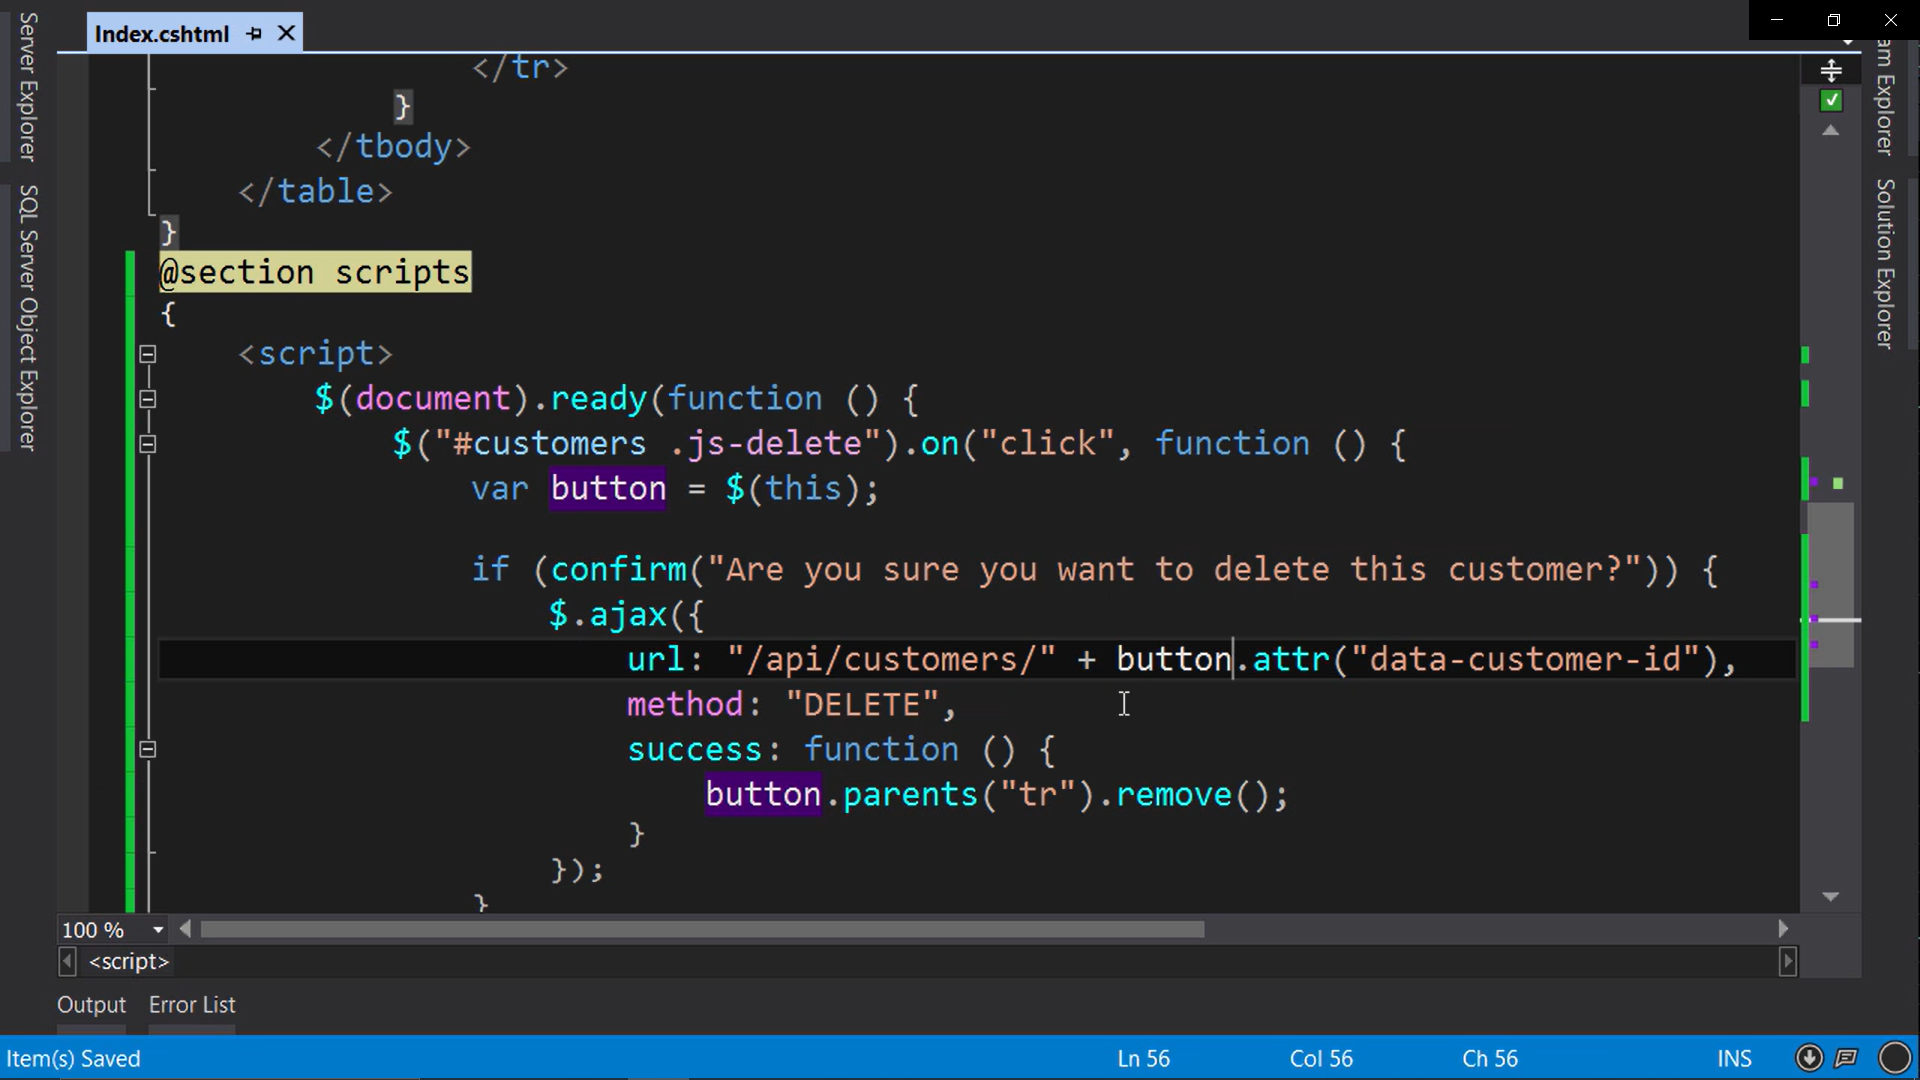 Index.cshtml
Server Explorer
SQL Server Object Explorer
Explorer
Solution Explorer
</tr>
}
</tbody>
</table>
}
@section scripts
{
<script>
$(document).ready(function () {
$("#customers .js-delete").on("click", function () {
var button = $(this);
if (confirm("Are you sure you want to delete this customer?")) {
$.ajax({
url: "/api/customers/" + button.attr("data-customer-id"),
method: "DELETE",
success: function () {
button.parents("tr").remove();
}
});
}
100 %
<script>
Output Error List
Item(s) Saved Ln 56 Col 56 Ch 56 INS